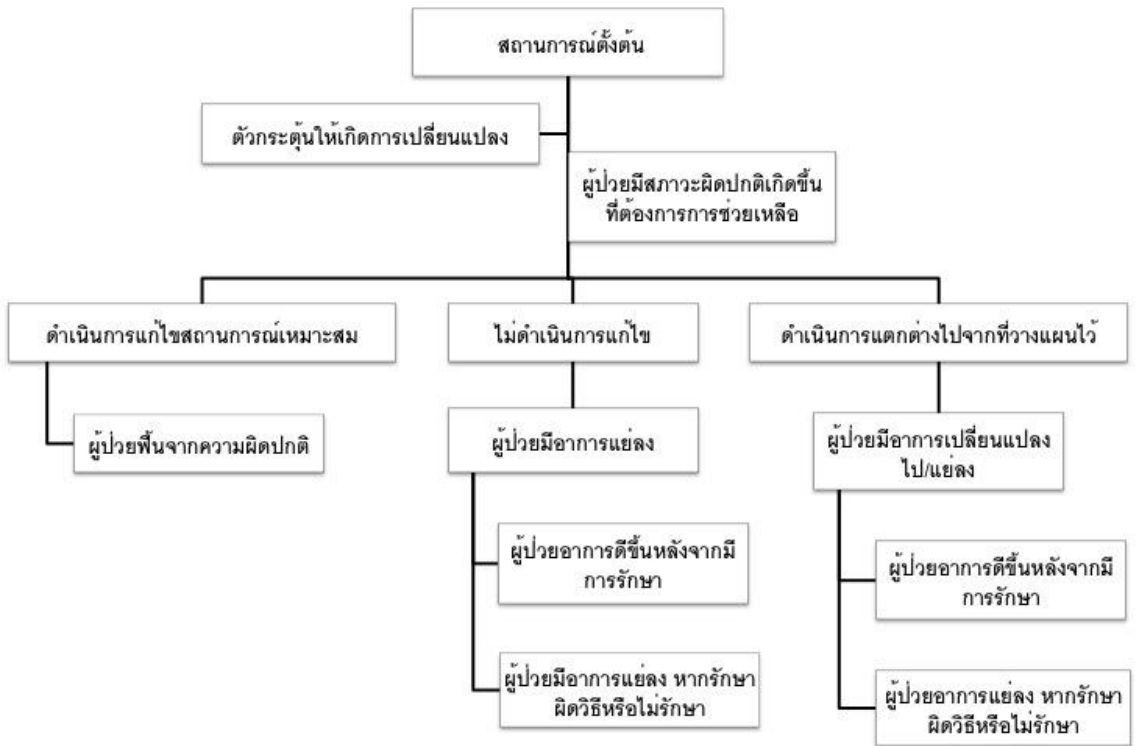 สถานการณ์ตั้งต้น
ตัวกระตุ้นให้เกิดการเปลี่ยนแปลง
ผู้ป่วยมีสภาวะผิดปกติเกิดขึ้น
ที่ต้องการการช่วยเหลือ
ดำเนินการแก้ไขสถานการณ์เหมาะสม
ไม่ดำเนินการแก้ไข
ดำเนินการแตกต่างไปจากที่วางแผนไว้
ผู้ป่วยฟื้นจากความผิดปกติ
ผู้ป่วยมีอาการแย่ลง
ผู้ป่วยมีอาการเปลี่ยนแปลง
ไป/แย่ลง
ผู้ป่วยอาการดีขึ้นหลังจากมี
การรักษา
ผู้ป่วยอาการดีขึ้นหลังจากมี
การรักษา
ผู้ป่วยมีอาการแย่ลง หากรักษา
ผิดวิธีหรือไม่รักษา
ผู้ป่วยอาการแย่ลง หากรักษา
ผิดวิธีหรือไม่รักษา